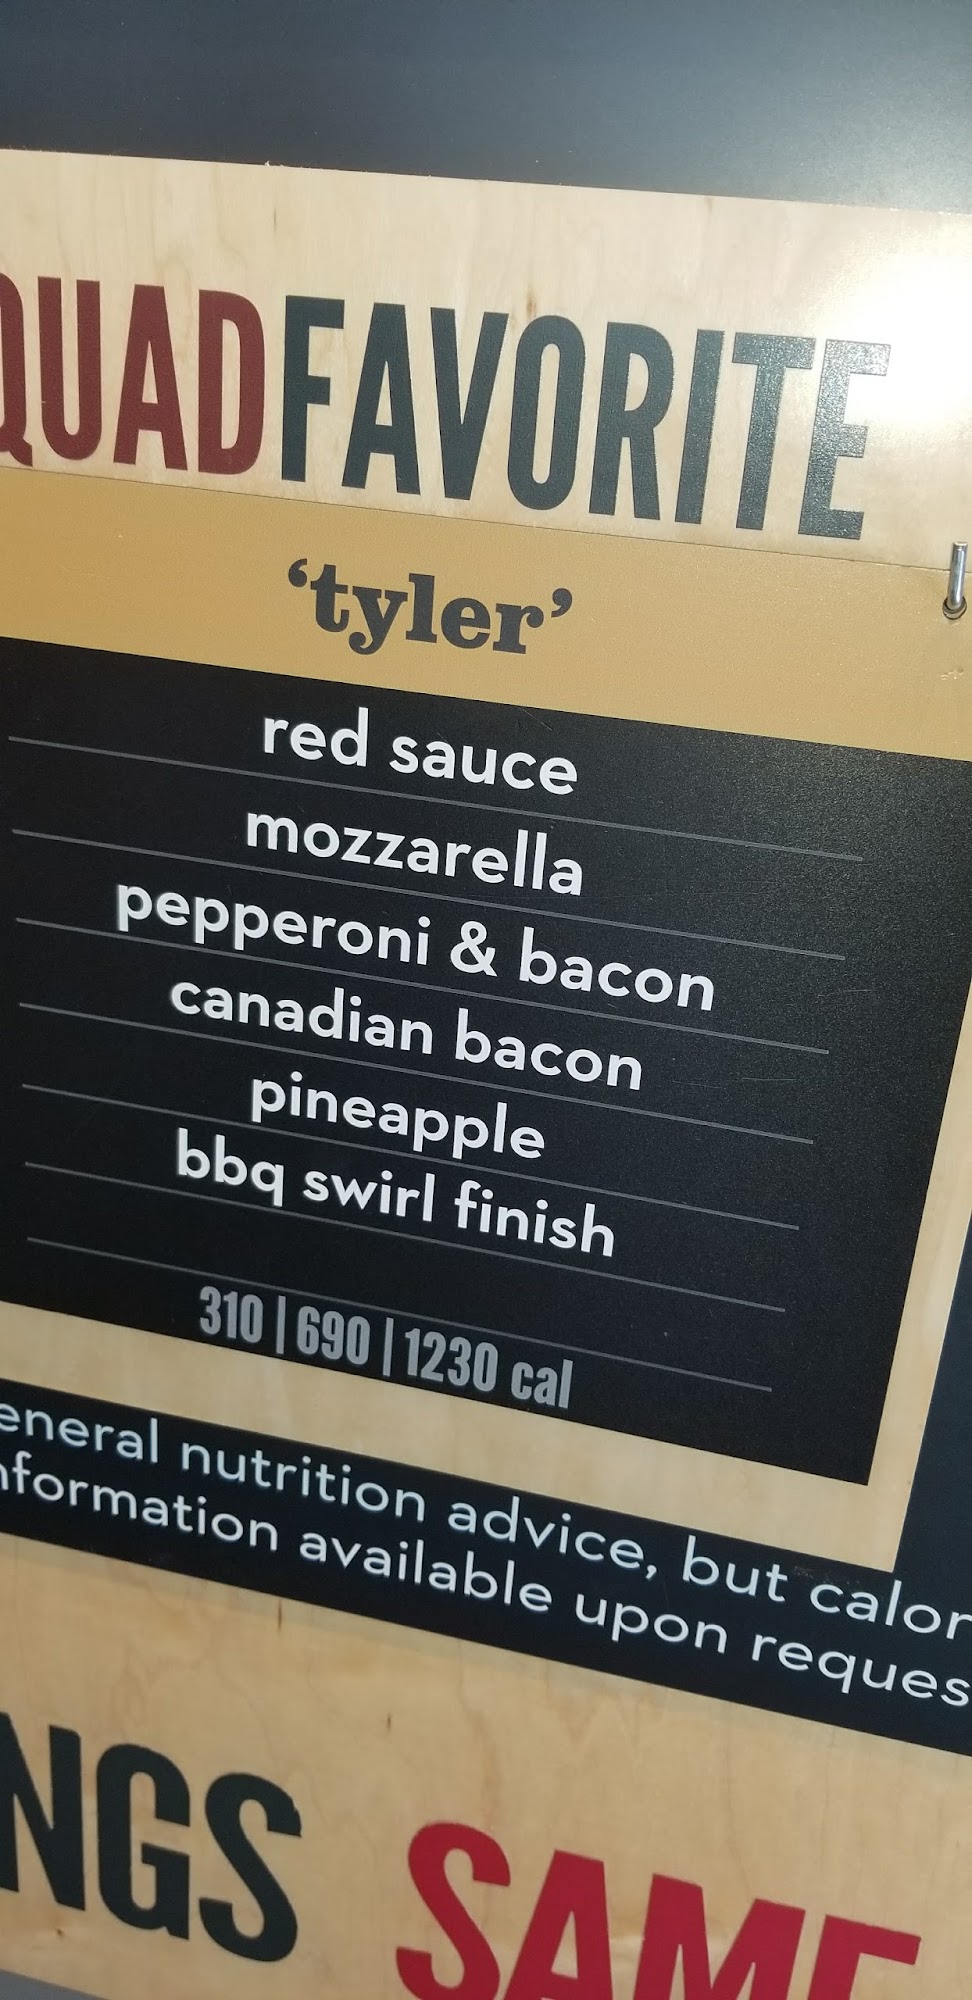 QUADFAVORITE
‘tyler’
red sauce
mozzarella
pepperoni & bacon
canadian bacon
pineapple
bbq swirl finish
310 | 690 | 1230 cal
eneral nutrition advice, but calor
nformation available upon reques
NGS SAME